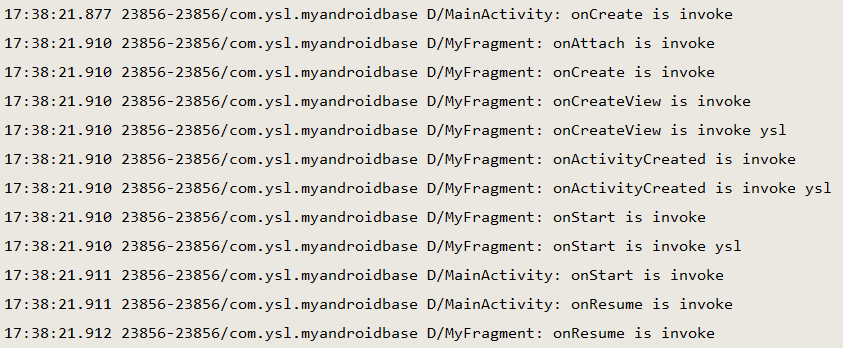 17:38:21.877 23856-23856/com.ysl.myandroidbase D/MainActivity: onCreate is invoke
17:38:21.910 23856-23856/com.ysl.myandroidbase D/MyFragment: onAttach is invoke
17:38:21.910 23856-23856/com.ysl.myandroidbase D/MyFragment: onCreate is invoke
17:38:21.910 23856-23856/com.ysl.myandroidbase D/MyFragment: onCreateView is invoke
17:38:21.910 23856-23856/com.ysl.myandroidbase D/MyFragment: onCreateView is invoke ysl
17:38:21.910 23856-23856/com.ysl.myandroidbase D/MyFragment: onActivityCreated is invoke
17:38:21.910 23856-23856/com.ysl.myandroidbase D/MyFragment: onActivityCreated is invoke ysl
17:38:21.910 23856-23856/com.ysl.myandroidbase D/MyFragment: onStart is invoke
17:38:21.910 23856-23856/com.ysl.myandroidbase D/MyFragment: onStart is invoke ysl
17:38:21.911 23856-23856/com.ysl.myandroidbase D/MainActivity: onStart is invoke
17:38:21.911 23856-23856/com.ysl.myandroidbase D/MainActivity: onResume is invoke
17:38:21.912 23856-23856/com.ysl.myandroidbase D/MyFragment: onResume is invoke